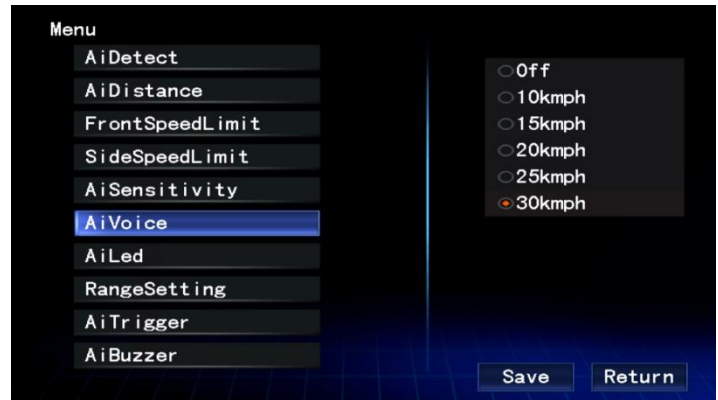 Menu
AiDetect
AiDistance
FrontSpeedLimit
SideSpeedLimit
AiSensitivity
AiVoice
AiLed
RangeSetting
AiTrigger
AiBuzzer
Off
10kmph
15kmph
20kmph
25kmph
30kmph
Save
Return